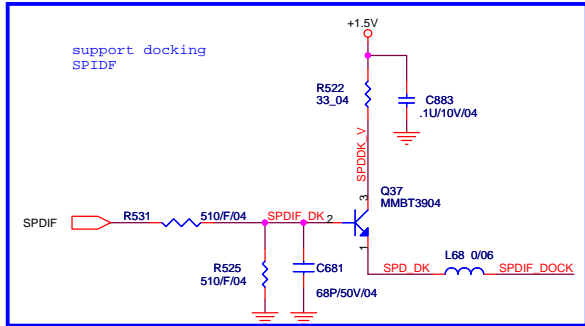 +1.5V
support docking
SPIDF
R522
33_04
C883
.1U/10V/04
SPDDK_V
Q37
MMBT3904
3
SPDIF
R531
510/F/04
SPDIF_DK
2
1
R525
510/F/04
C681
68P/50V/04
SPD_DK
L68 0/06
SPDIF_DOCK